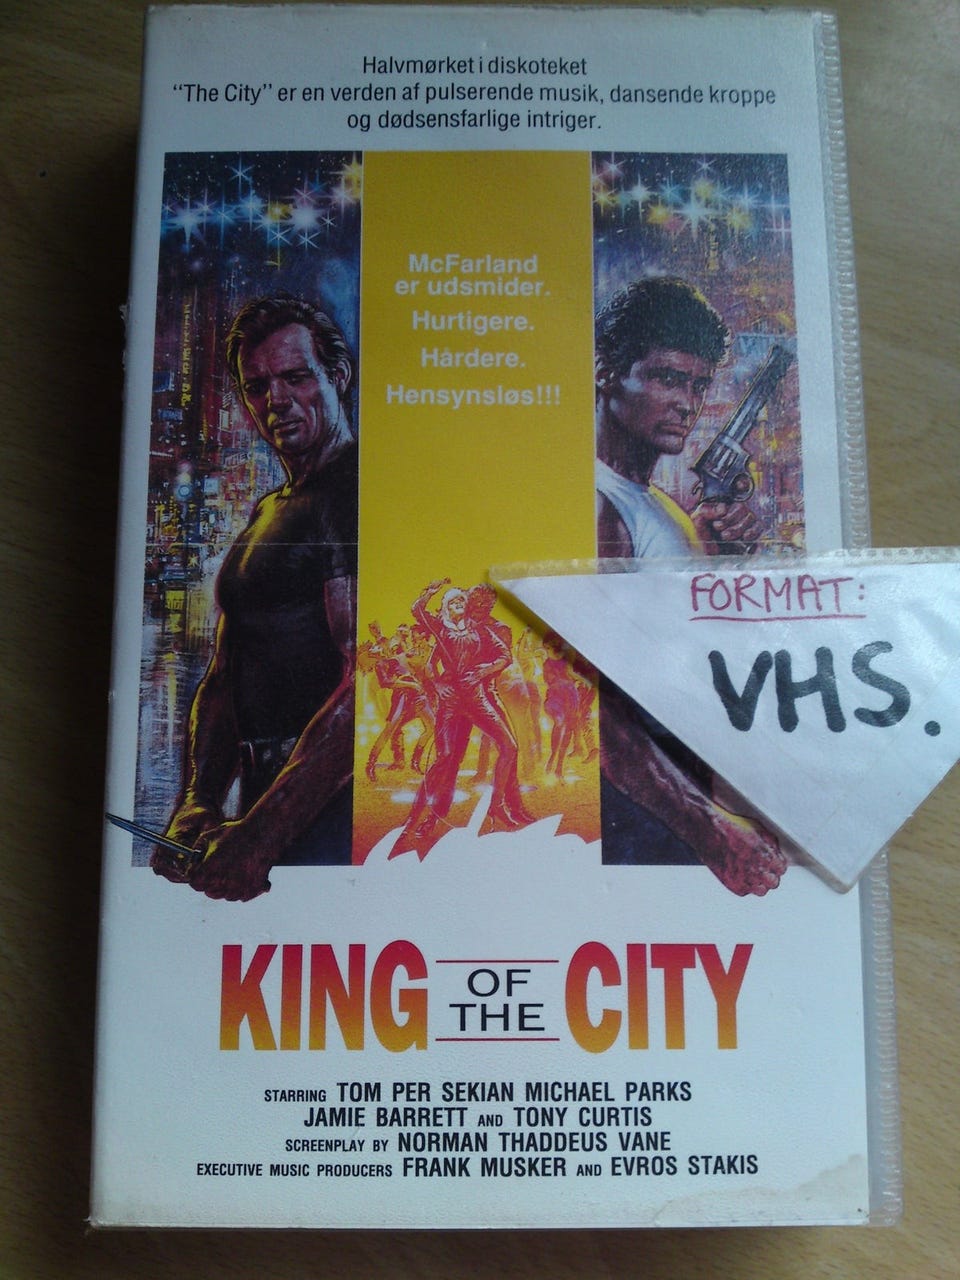 Halvmørket i diskoteket
"The City" er en verden af pulserende musik, dansende kroppe
og dødsensfarlige intriger.
McFarland
er udsmider.
Hurtigere.
Hårdere.
Hensynsløs!!!
FORMAT:
VHS.
KING OF THE CITY
STARRING TOM PER SEKIAN MICHAEL PARKS
JAMIE BARRETT AND TONY CURTIS
SCREENPLAY BY NORMAN THADDEUS VANE
EXECUTIVE MUSIC PRODUCERS FRANK MUSKER AND EVROS STAKIS